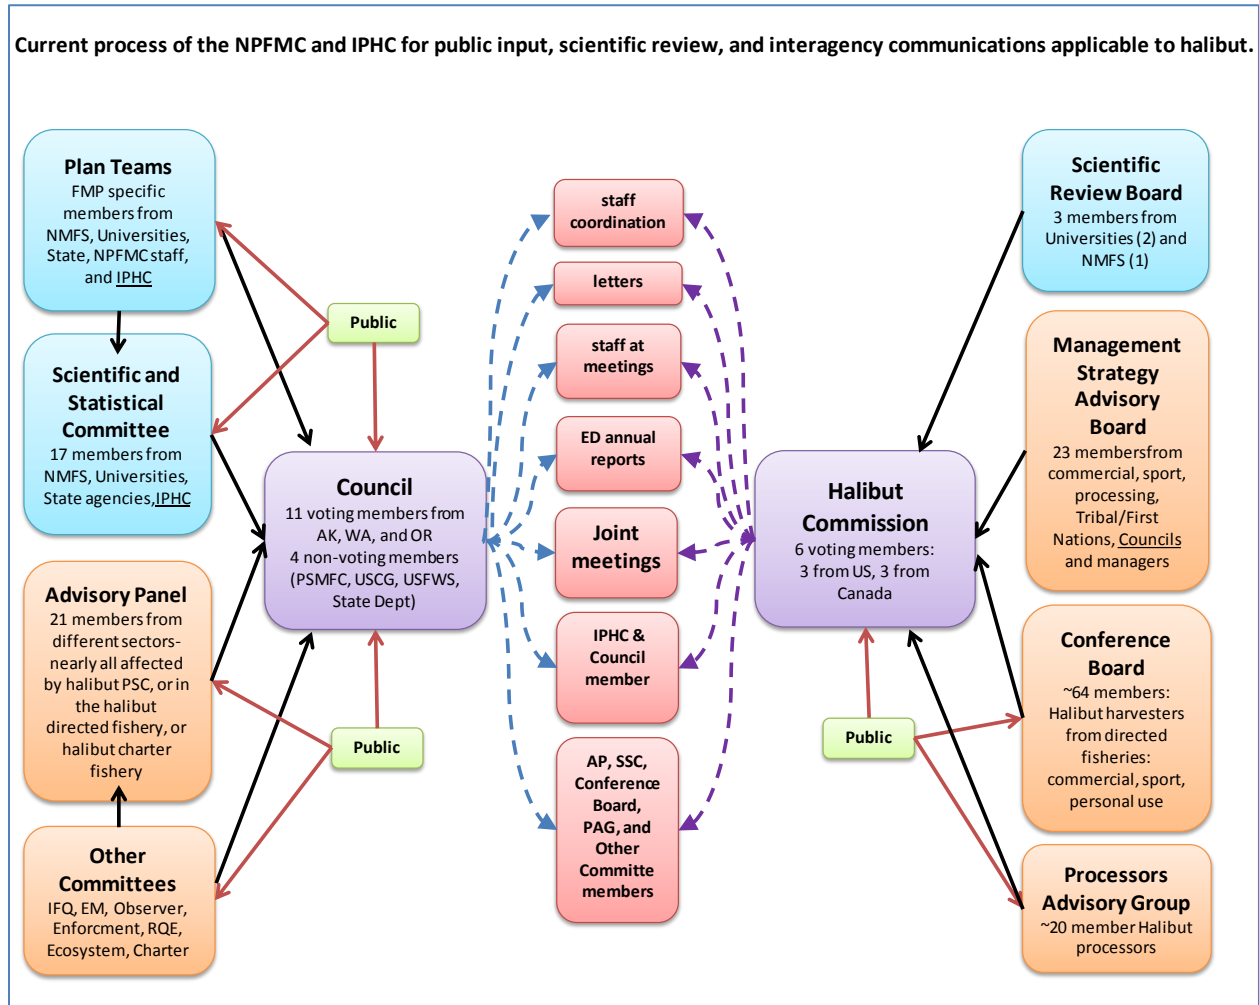 Current process of the NPFMC and IPHC for public input, scientific review, and interagency communications applicable to halibut.
Plan Teams
FMP specific
members from
NMFS, Universities,
State, NPFMC staff,
and IPHC
Scientific and
Statistical
Committee
17 members from
NMFS, Universities,
State agencies,IPHC
Advisory Panel
21 members from
different sectors-
nearly all affected
by halibut PSC, or in
the halibut
directed fishery, or
halibut charter
fishery
Other
Committees
IFQ, EM, Observer,
Enforcment, RQE,
Ecosystem, Charter
Public
Council
11 voting members from
AK, WA, and OR
4 non-voting members
(PSMFC, USCG, USFWS,
State Dept)
Public
staff
coordination
letters
staff at
meetings
ED annual
reports
Joint
meetings
IPHC &
Council
member
AP, SSC,
Conference
Board,
PAG, and
Other
Committe
members
Halibut
Commission
6 voting members:
3 from US, 3 from
Canada
Public
Scientific
Review Board
3 members from
Universities (2) and
NMFS (1)
Management
Strategy
Advisory
Board
23 membersfrom
commercial, sport,
processing,
Tribal/First
Nations, Councils
and managers
Conference
Board
~64 members:
Halibut harvesters
from directed
fisheries:
commercial, sport,
personal use
Processors
Advisory Group
~20 member Halibut
processors